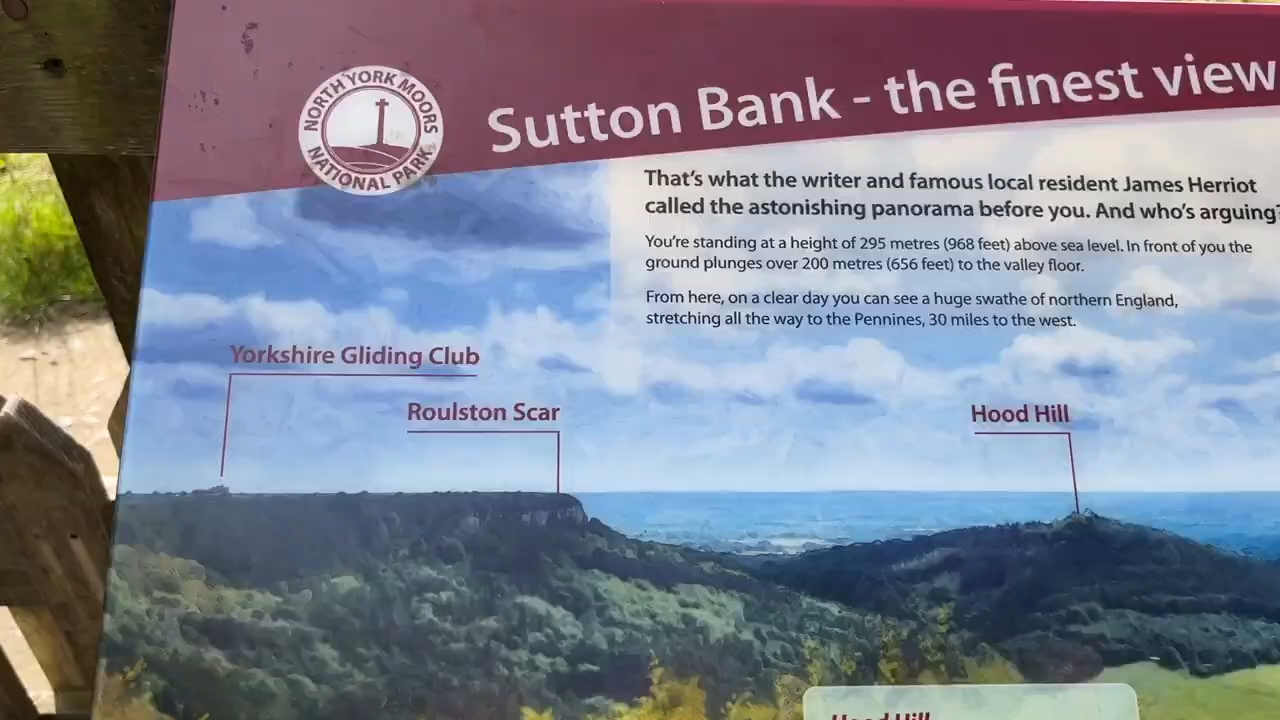 NORTH YORK MOORS
NATIONAL PARK
Sutton Bank - the finest view
That's what the writer and famous local resident James Herriot
called the astonishing panorama before you. And who's arguing?
You're standing at a height of 295 metres (968 feet) above sea level. In front of you the
ground plunges over 200 metres (656 feet) to the valley floor.
From here, on a clear day you can see a huge swathe of northern England,
stretching all the way to the Pennines, 30 miles to the west.
Yorkshire Gliding Club
Roulston Scar
Hood Hill
Hood Hill